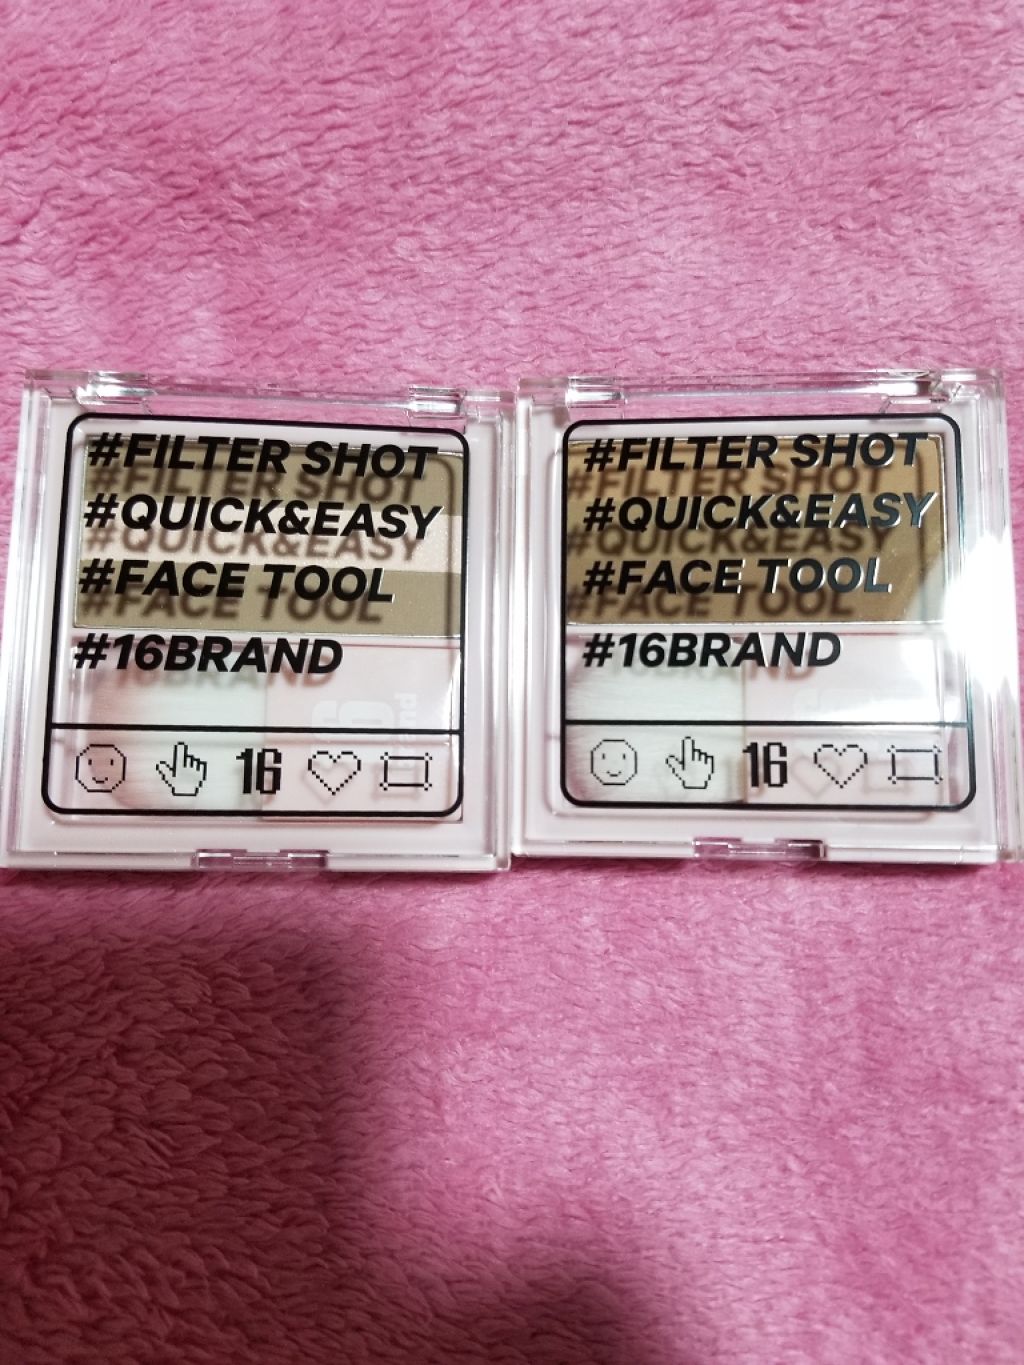 #FILTER SHOT
#QUICK&EASY
#FACE TOOL
#16BRAND
16
#FILTER SHOT
#QUICK&EASY
#FACE TOOL
#16BRAND
16